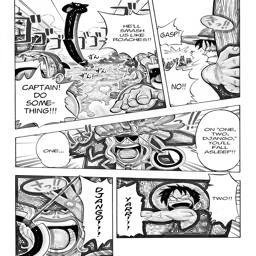 HE'LL
SMASH
US LIKE
ROACHES!!
GASP!
NO!!
CAPTAIN!
DO
SOME-
THING!!!
ON "ONE,
TWO,
DJANGO,"
YOU'LL
FALL
ASLEEP!!
ONE...
TWO!!
YARR!!
DJANGO!!!